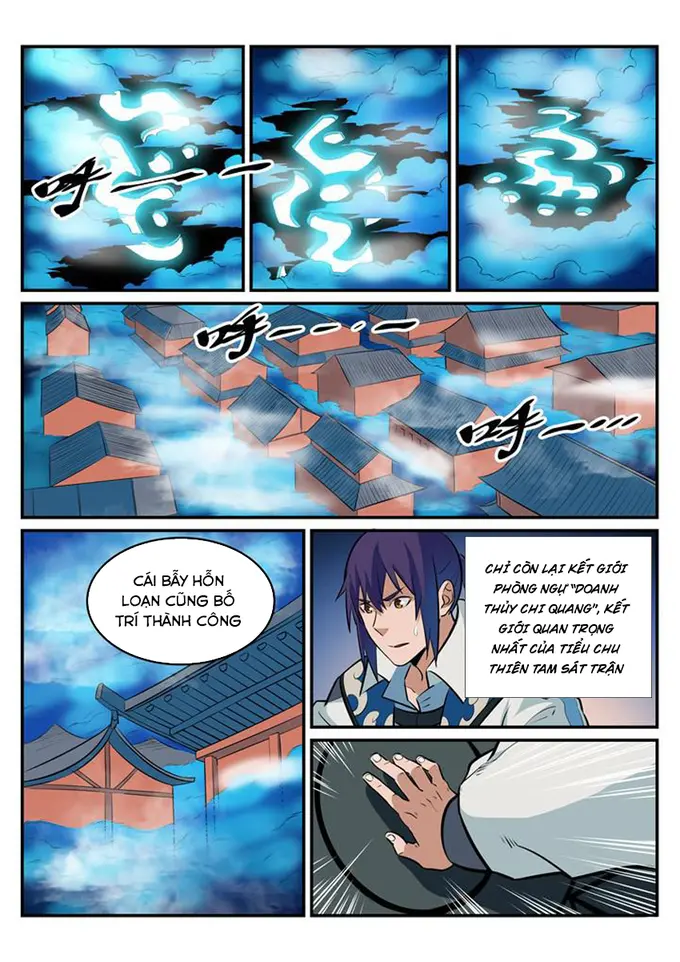 呼———
呼——·—
呼—…
CÁI BẪY HỖN
LOẠN CŨNG BỐ
TRÍ THÀNH CÔNG
CHỈ CÒN LẠI KẾT GIỚI
PHÒNG NGỰ "DOANH
THỦY CHI QUANG", KẾT
GIỚI QUAN TRỌNG
NHẤT CỦA TIỂU CHU
THIÊN TAM SÁT TRẬN